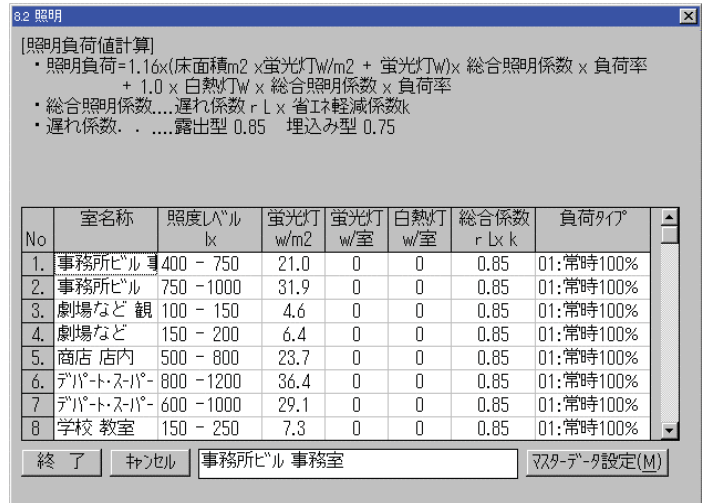 8.2 照明
[照明負荷値計算]
・照明負荷=1.16x(床面積m2 x蛍光灯W/m2 + 蛍光灯W)x 総合照明係数 x 負荷率
+ 1.0 x 白熱灯W x 総合照明係数 x 負荷率
・総合照明係数....遅れ係数 r L x 省エネ軽減係数k
・遅れ係数. . ....露出型 0.85 埋込み型 0.75
No 室名称 照度レベル lx 蛍光灯 w/m2 蛍光灯 w/室 白熱灯 w/室 総合係数 r Lx k 負荷タイプ
1. 事務所ビル 事 400 - 750 21.0 0 0 0.85 01:常時100%
2. 事務所ビル 750 -1000 31.9 0 0 0.85 01:常時100%
3. 劇場など 観 100 - 150 4.6 0 0 0.85 01:常時100%
4. 劇場など 150 - 200 6.4 0 0 0.85 01:常時100%
5. 商店 店内 500 - 800 23.7 0 0 0.85 01:常時100%
6. デパート・スーパー 800 -1200 36.4 0 0 0.85 01:常時100%
7 デパート・スーパー 600 -1000 29.1 0 0 0.85 01:常時100%
8 学校 教室 150 - 250 7.3 0 0 0.85 01:常時100%
終 了 キャンセル 事務所ビル 事務室 マスターデータ設定(M)